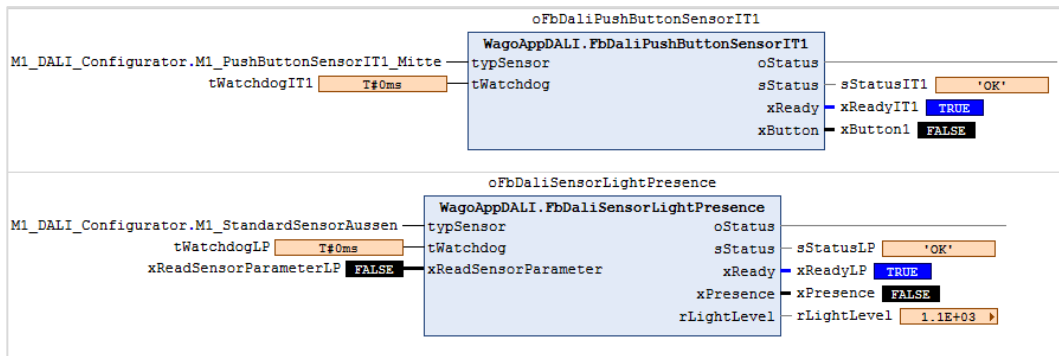 oFbDaliPushButtonSensorIT1
WagoAppDALI.FbDaliPushButtonSensorIT1
M1_DALI_Configurator.M1_PushButtonSensorIT1_Mitte typSensor oStatus
tWatchdogIT1 T#0ms tWatchdog sStatus sStatusIT1 'OK'
xReady xReadyIT1 TRUE
xButton xButton1 FALSE
oFbDaliSensorLightPresence
WagoAppDALI.FbDaliSensorLightPresence
M1_DALI_Configurator.M1_StandardSensorAussen typSensor oStatus
tWatchdogLP T#0ms tWatchdog sStatus sStatusLP 'OK'
xReadSensorParameterLP FALSE xReadSensorParameter xReady xReadyLP TRUE
xPresence xPresence FALSE
rLightLevel rLightLevel 1.1E+03